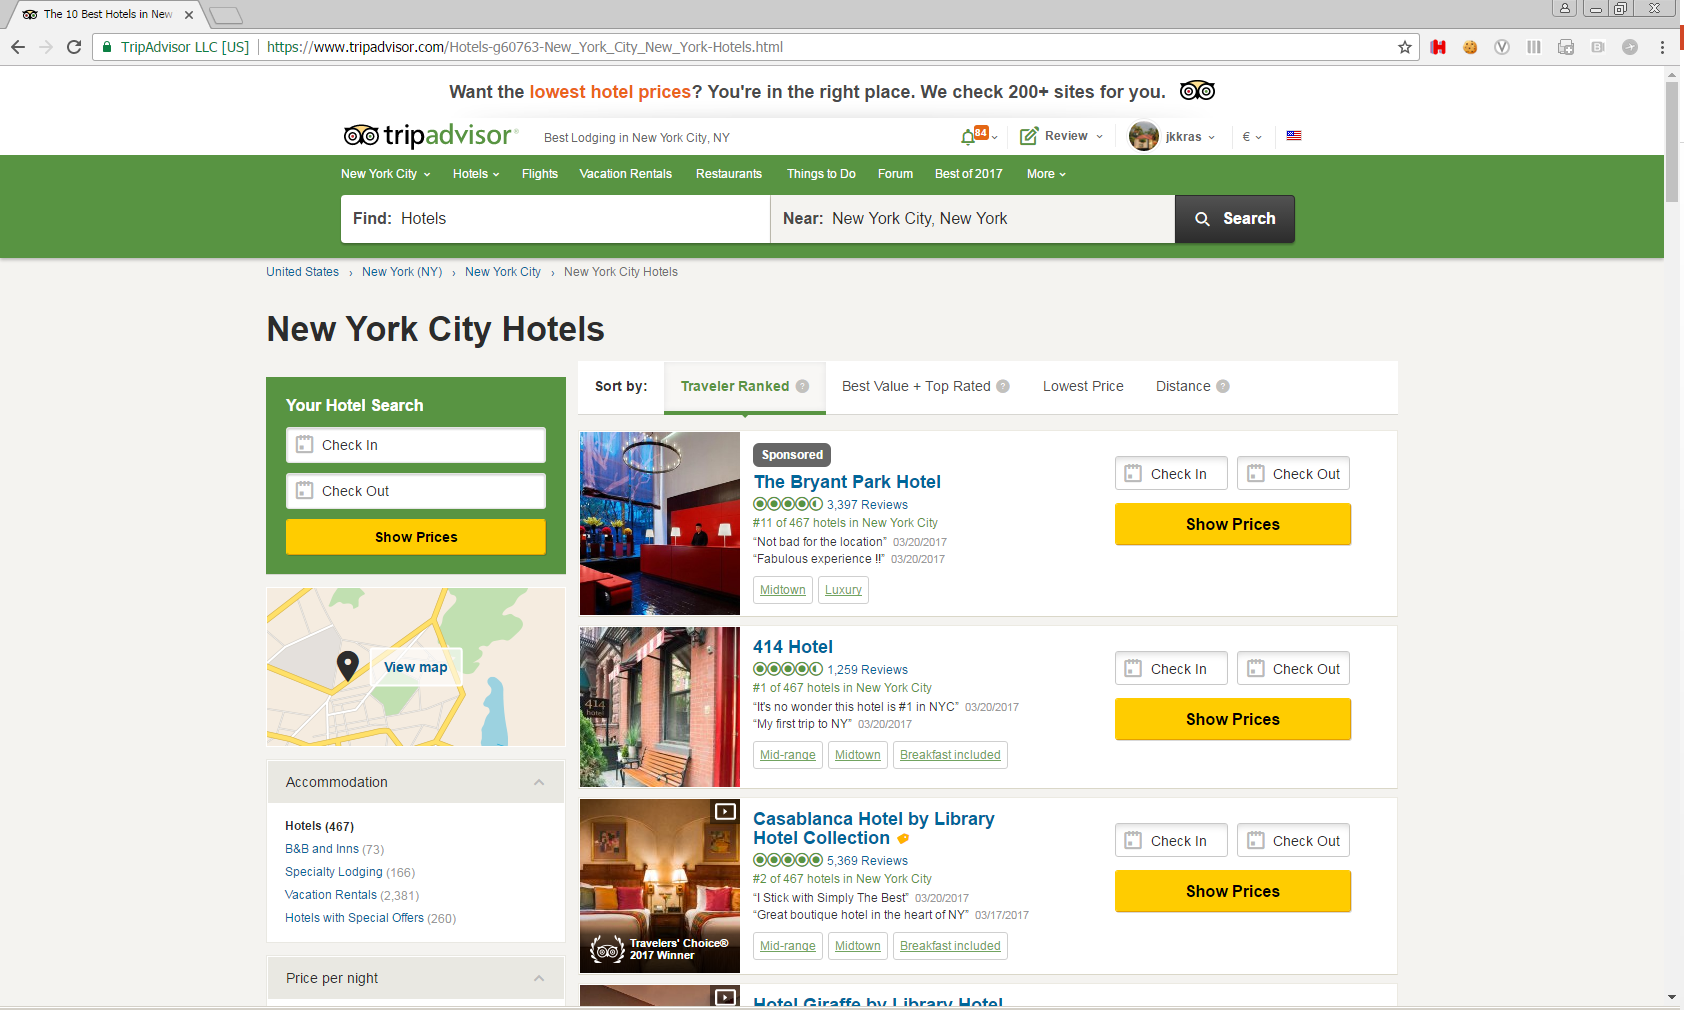 The 10 Best Hotels in New
TripAdvisor LLC [US] https://www.tripadvisor.com/Hotels-g60763-New_York_City_New_York-Hotels.html
Want the lowest hotel prices? You're in the right place. We check 200+ sites for you.
tripadvisor® Best Lodging in New York City, NY 84 Review jkkras €
New York City Hotels Flights Vacation Rentals Restaurants Things to Do Forum Best of 2017 More
Find: Hotels Near: New York City, New York Search
United States › New York (NY) › New York City › New York City Hotels
New York City Hotels
Your Hotel Search
Check In
Check Out
Show Prices
View map
Accommodation
Hotels (467)
B&B and Inns (73)
Specialty Lodging (166)
Vacation Rentals (2,381)
Hotels with Special Offers (260)
Price per night
Sort by: Traveler Ranked ? Best Value + Top Rated ? Lowest Price Distance ?
Sponsored
The Bryant Park Hotel
3,397 Reviews
#11 of 467 hotels in New York City
“Not bad for the location” 03/20/2017
“Fabulous experience !!” 03/20/2017
Midtown Luxury
Check In Check Out
Show Prices
414
hotel
414 Hotel
1,259 Reviews
#1 of 467 hotels in New York City
“It's no wonder this hotel is #1 in NYC” 03/20/2017
“My first trip to NY” 03/20/2017
Mid-range Midtown Breakfast included
Check In Check Out
Show Prices
Travelers' Choice®
2017 Winner
Casablanca Hotel by Library
Hotel Collection
5,369 Reviews
#2 of 467 hotels in New York City
“I Stick with Simply The Best” 03/20/2017
“Great boutique hotel in the heart of NY” 03/17/2017
Mid-range Midtown Breakfast included
Check In Check Out
Show Prices
Hotel Giraffe by Library Hotel